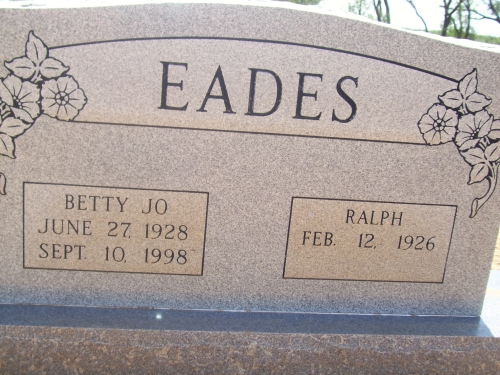 EADES
BETTY JO
JUNE 27, 1928
SEPT. 10, 1998
RALPH
FEB. 12, 1926